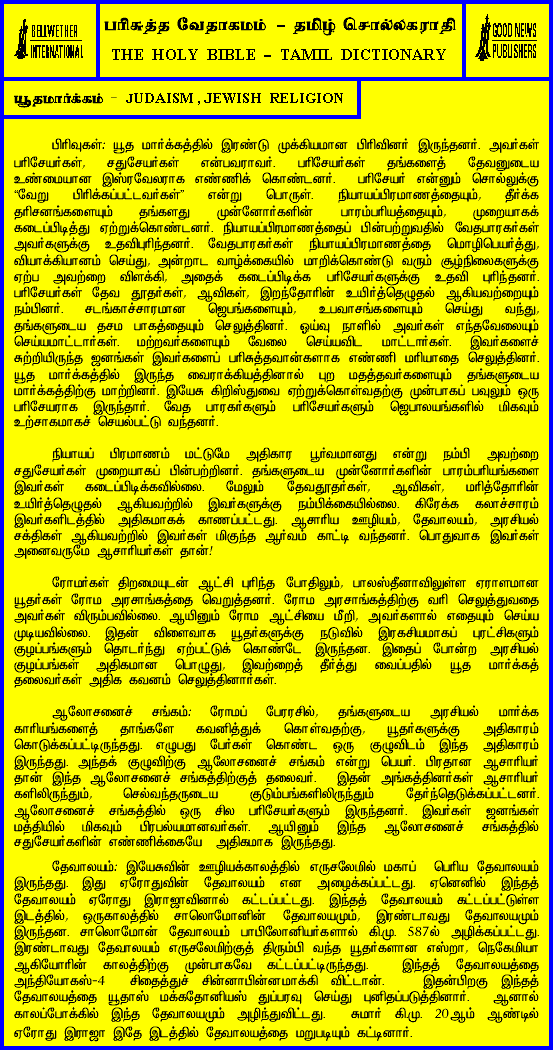 BELLWETHER INTERNATIONAL
பரிசுத்த வேதாகமம் - தமிழ் சொல்லகராதி
THE HOLY BIBLE - TAMIL DICTIONARY
GOOD NEWS PUBLISHERS
யூதமார்க்கம் - JUDAISM , JEWISH RELIGION
பிரிவுகள்: யூத மார்க்கத்தில் இரண்டு முக்கியமான பிரிவினர் இருந்தனர். அவர்கள்
பரிசேயர்கள், சதுசேயர்கள் என்பவராவர். பரிசேயர்கள் தங்களைத் தேவனுடைய
உண்மையான இஸ்ரவேலராக எண்ணிக் கொண்டனர். பரிசேயர் என்னும் சொல்லுக்கு
“வேறு பிரிக்கப்பட்டவர்கள்” என்று பொருள். நியாயப்பிரமாணத்தையும், தீர்க்க
தரிசனங்களையும் தங்களது முன்னோர்களின் பாரம்பரியத்தையும், முறையாகக்
கடைப்பிடித்து ஏற்றுக்கொண்டனர். நியாயப்பிரமாணத்தைப் பின்பற்றுவதில் வேதபாரகர்கள்
அவர்களுக்கு உதவிபுரிந்தனர். வேதபாரகர்கள் நியாயப்பிரமாணத்தை மொழிபெயர்த்து,
வியாக்கியானம் செய்து, அன்றாட வாழ்க்கையில் மாறிக்கொண்டு வரும் சூழ்நிலைகளுக்கு
ஏற்ப அவற்றை விளக்கி, அதைக் கடைப்பிடிக்க பரிசேயர்களுக்கு உதவி புரிந்தனர்.
பரிசேயர்கள் தேவ தூதர்கள், ஆவிகள், இறந்தோரின் உயிர்த்தெழுதல் ஆகியவற்றையும்
நம்பினர். சடங்காச்சாரமான ஜெபங்களையும், உபவாசங்களையும் செய்து வந்து,
தங்களுடைய தசம பாகத்தையும் செலுத்தினர். ஓய்வு நாளில் அவர்கள் எந்தவேலையும்
செய்யமாட்டார்கள். மற்றவர்களையும் வேலை செய்யவிட மாட்டார்கள். இவர்களைச்
சுற்றியிருந்த ஜனங்கள் இவர்களைப் பரிசுத்தவான்களாக எண்ணி மரியாதை செலுத்தினர்.
யூத மார்க்கத்தில் இருந்த வைராக்கியத்தினால் புற மதத்தவர்களையும் தங்களுடைய
மார்க்கத்திற்கு மாற்றினர். இயேசு கிறிஸ்துவை ஏற்றுக்கொள்வதற்கு முன்பாகப் பவுலும் ஒரு
பரிசேயராக இருந்தார். வேத பாரகர்களும் பரிசேயர்களும் ஜெபாலயங்களில் மிகவும்
உற்சாகமாகச் செயல்பட்டு வந்தனர்.
நியாயப் பிரமாணம் மட்டுமே அதிகார பூர்வமானது என்று நம்பி அவற்றை
சதுசேயர்கள் முறையாகப் பின்பற்றினர். தங்களுடைய முன்னோர்களின் பாரம்பரியங்களை
இவர்கள் கடைப்பிடிக்கவில்லை. மேலும் தேவதூதர்கள், ஆவிகள், மரித்தோரின்
உயிர்த்தெழுதல் ஆகியவற்றில் இவர்களுக்கு நம்பிக்கையில்லை. கிரேக்க கலாச்சாரம்
இவர்களிடத்தில் அதிகமாகக் காணப்பட்டது. ஆசாரிய ஊழியம், தேவாலயம், அரசியல்
சக்திகள் ஆகியவற்றில் இவர்கள் மிகுந்த ஆர்வம் காட்டி வந்தனர். பொதுவாக இவர்கள்
அனைவருமே ஆசாரியர்கள் தான்!
ரோமர்கள் திறமையுடன் ஆட்சி புரிந்த போதிலும், பாலஸ்தீனாவிலுள்ள ஏராளமான
யூதர்கள் ரோம அரசாங்கத்தை வெறுத்தனர். ரோம அரசாங்கத்திற்கு வரி செலுத்துவதை
அவர்கள் விரும்பவில்லை. ஆயினும் ரோம ஆட்சியை மீறி, அவர்களால் எதையும் செய்ய
முடியவில்லை. இதன் விளைவாக யூதர்களுக்கு நடுவில் இரகசியமாகப் புரட்சிகளும்
குழப்பங்களும் தொடர்ந்து ஏற்பட்டுக் கொண்டே இருந்தன. இதைப் போன்ற அரசியல்
குழப்பங்கள் அதிகமான பொழுது, இவற்றைத் தீர்த்து வைப்பதில் யூத மார்க்கத்
தலைவர்கள் அதிக கவனம் செலுத்தினார்கள்.
ஆலோசனைச் சங்கம்: ரோமப் பேரரசில், தங்களுடைய அரசியல் மார்க்க
காரியங்களைத் தாங்களே கவனித்துக் கொள்வதற்கு, யூதர்களுக்கு அதிகாரம்
கொடுக்கப்பட்டிருந்தது. எழுபது பேர்கள் கொண்ட ஒரு குழுவிடம் இந்த அதிகாரம்
இருந்தது. அந்தக் குழுவிற்கு ஆலோசனைச் சங்கம் என்று பெயர். பிரதான ஆசாரியர்
தான் இந்த ஆலோசனைச் சங்கத்திற்குத் தலைவர். இதன் அங்கத்தினர்கள் ஆசாரியர்
களிலிருந்தும், செல்வந்தருடைய குடும்பங்களிலிருந்தும் தேர்ந்தெடுக்கப்பட்டனர்.
ஆலோசனைச் சங்கத்தில் ஒரு சில பரிசேயர்களும் இருந்தனர். இவர்கள் ஜனங்கள்
மத்தியில் மிகவும் பிரபல்யமானவர்கள். ஆயினும் இந்த ஆலோசனைச் சங்கத்தில்
சதுசேயர்களின் எண்ணிக்கையே அதிகமாக இருந்தது.
தேவாலயம்: இயேசுவின் ஊழியக்காலத்தில் எருசலேமில் மகாப் பெரிய தேவாலயம்
இருந்தது. இது ஏரோதுவின் தேவாலயம் என அழைக்கப்பட்டது. ஏனெனில் இந்தத்
தேவாலயம் ஏரோது இராஜாவினால் கட்டப்பட்டது. இந்தத் தேவாலயம் கட்டப்பட்டுள்ள
இடத்தில், ஒருகாலத்தில் சாலொமோனின் தேவாலயமும், இரண்டாவது தேவாலயமும்
இருந்தன. சாலொமோன் தேவாலயம் பாபிலோனியர்களால் கி.மு. 587ல் அழிக்கப்பட்டது.
இரண்டாவது தேவாலயம் எருசலேமிற்குத் திரும்பி வந்த யூதர்களான எஸ்றா, நெகேமியா
ஆகியோரின் காலத்திற்கு முன்பாகவே கட்டப்பட்டிருந்தது. இந்தத் தேவாலயத்தை
அந்தியோகஸ்-4 சிதைத்துச் சின்னாபின்னமாக்கி விட்டான். இதன்பிறகு இந்தத்
தேவாலயத்தை யூதாஸ் மக்கதோனியஸ் துப்பரவு செய்து புனிதப்படுத்தினார். ஆனால்
காலப்போக்கில் இந்த தேவாலயமும் அழிந்துவிட்டது. சுமார் கி.மு. 20ஆம் ஆண்டில்
ஏரோது இராஜா இதே இடத்தில் தேவாலயத்தை மறுபடியும் கட்டினார்.